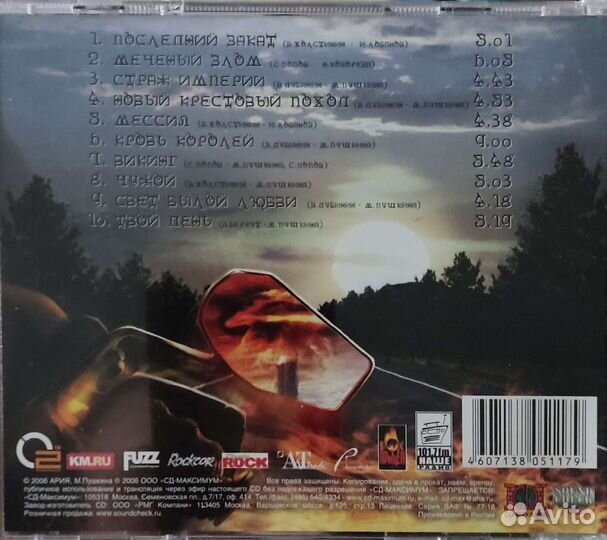 1. ПОСЛЕДНИЙ ЗАКАТ (В.ХОЛСТИНИН - И.ЛОБАНОВ) 5.01
2. МЕЧЕНЫЙ ЗЛОМ (С.ПОПОВ - И.КОКОРЕВА) 6.05
3. СТРАЖ ИМПЕРИИ (В.ДУБИНИН - М.ПУШКИНА) 4.43
4. НОВЫЙ КРЕСТОВЫЙ ПОХОД (В.ДУБИНИН - М.ПУШКИНА) 4.53
5. МЕССИЯ (В.ХОЛСТИНИН - И.ЛОБАНОВ) 4.38
6. КРОВЬ КОРОЛЕЙ (В.ДУБИНИН - М.ПУШКИНА) 9.00
7. ВИКИНГ (С.ПОПОВ - М.ПУШКИНА, С.ПОПОВ) 5.48
8. ЧУЖОЙ (В.ХОЛСТИНИН - М.ПУШКИНА) 5.03
9. СВЕТ БЫЛОЙ ЛЮБВИ (В.ДУБИНИН - М.ПУШКИНА) 4.18
10. ТВОЙ ДЕНЬ (А.БЕРКУТ - М.ПУШКИНА) 5.19
KM.RU FUZZ Rockcor ROCK 101,7fm НАШЕ РАДИО
4607138051179
℗ 2006 АРИЯ, М.Пушкина © 2006 ООО «СД-МАКСИМУМ» Все права защищены. Копирование, сдача в прокат, наем, аренду,
публичное использование и трансляция через эфир настоящего CD без надлежащего разрешения «СД-МАКСИМУМ» ЗАПРЕЩАЕТСЯ!
«СД-Максимум» 105318 Москва, Семеновская пл. д.7/17, оф. 414 Тел./факс. (495) 540 4334 www.cd-maximum.ru, e-mail: cd-max@aha.ru
Завод-изготовитель CD: ООО «РМГ Компани» 113405 Москва, Варшавское шоссе, д.125, стр.13 Лицензия: Серия ВАФ № 77-18
Розничная продажа: www.soundcheck.ru Произведено в России
Avito